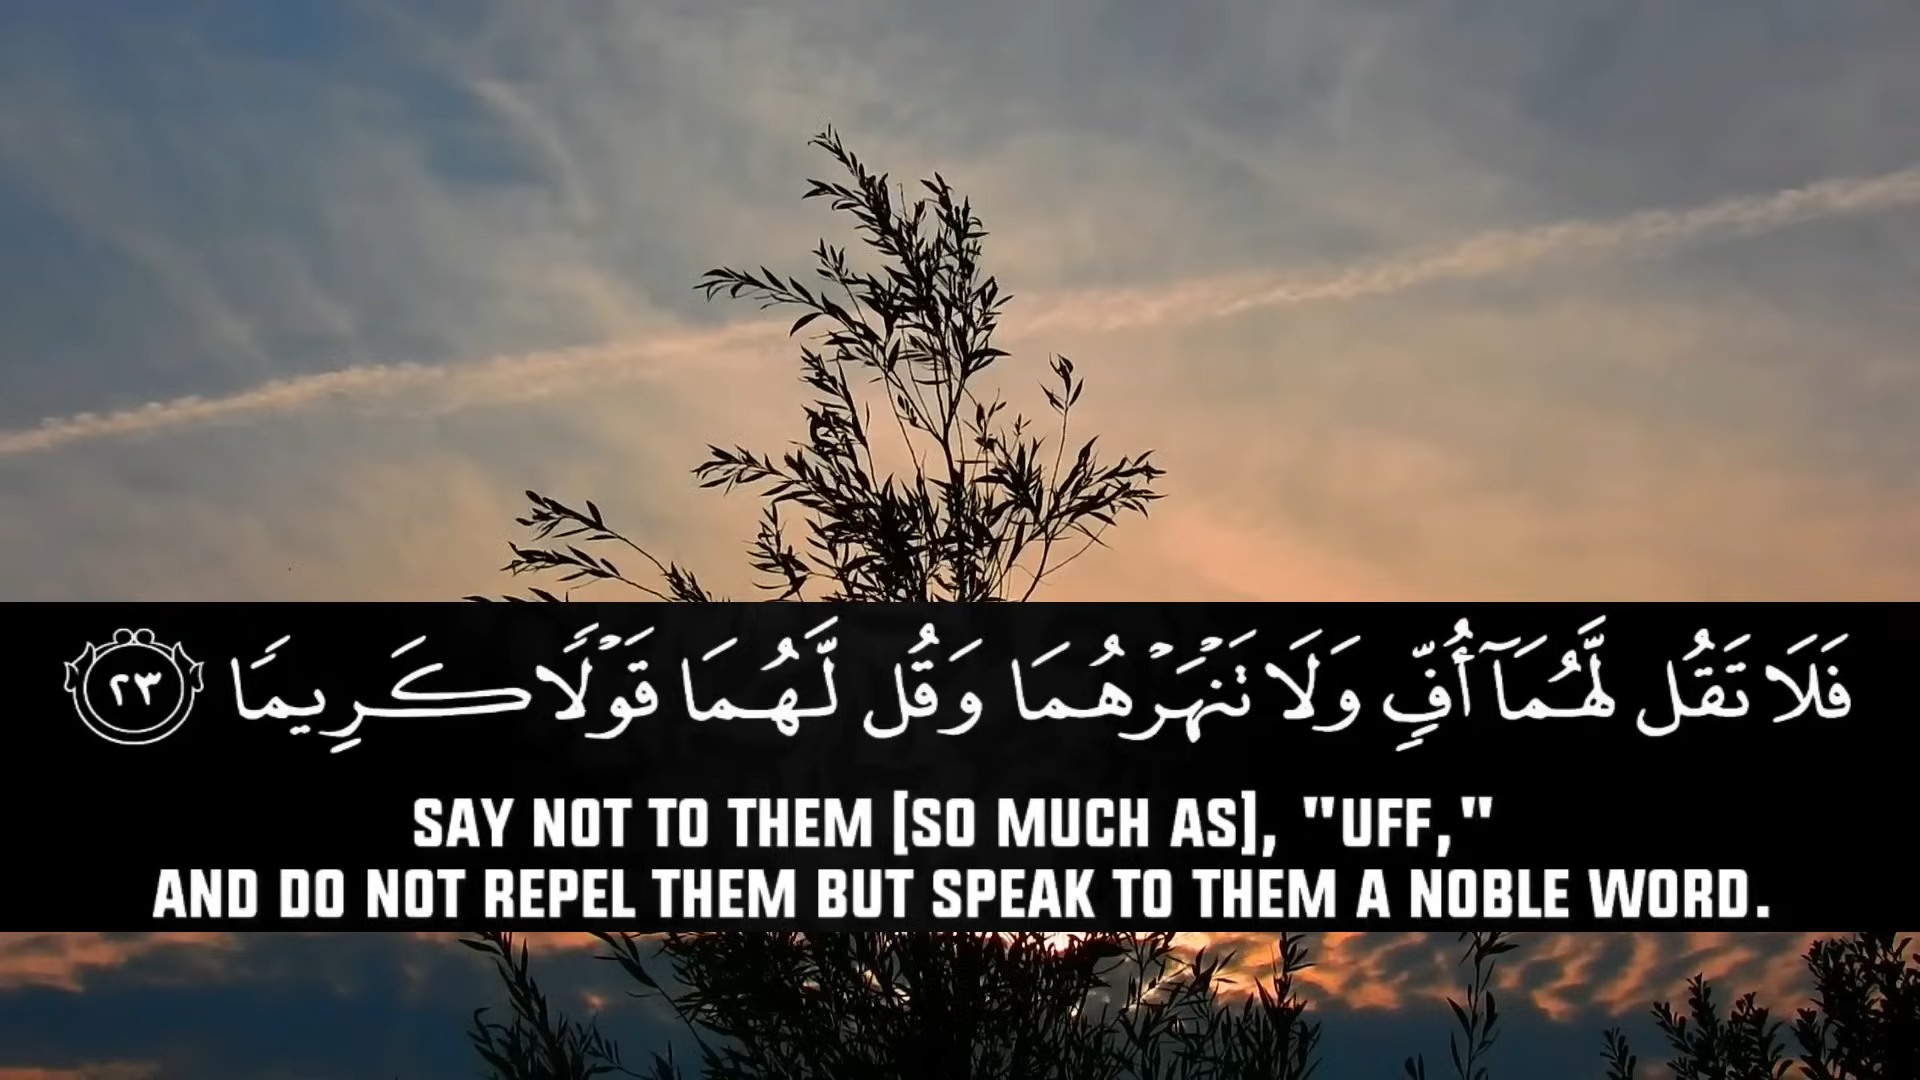 فَلَا تَقُل لَّهُمَآ أُفٍّ وَلَا تَنْهَرْهُمَا وَقُل لَّهُمَا قَوْلًا كَرِيمًا ٢٣
SAY NOT TO THEM [SO MUCH AS], "UFF,"
AND DO NOT REPEL THEM BUT SPEAK TO THEM A NOBLE WORD.